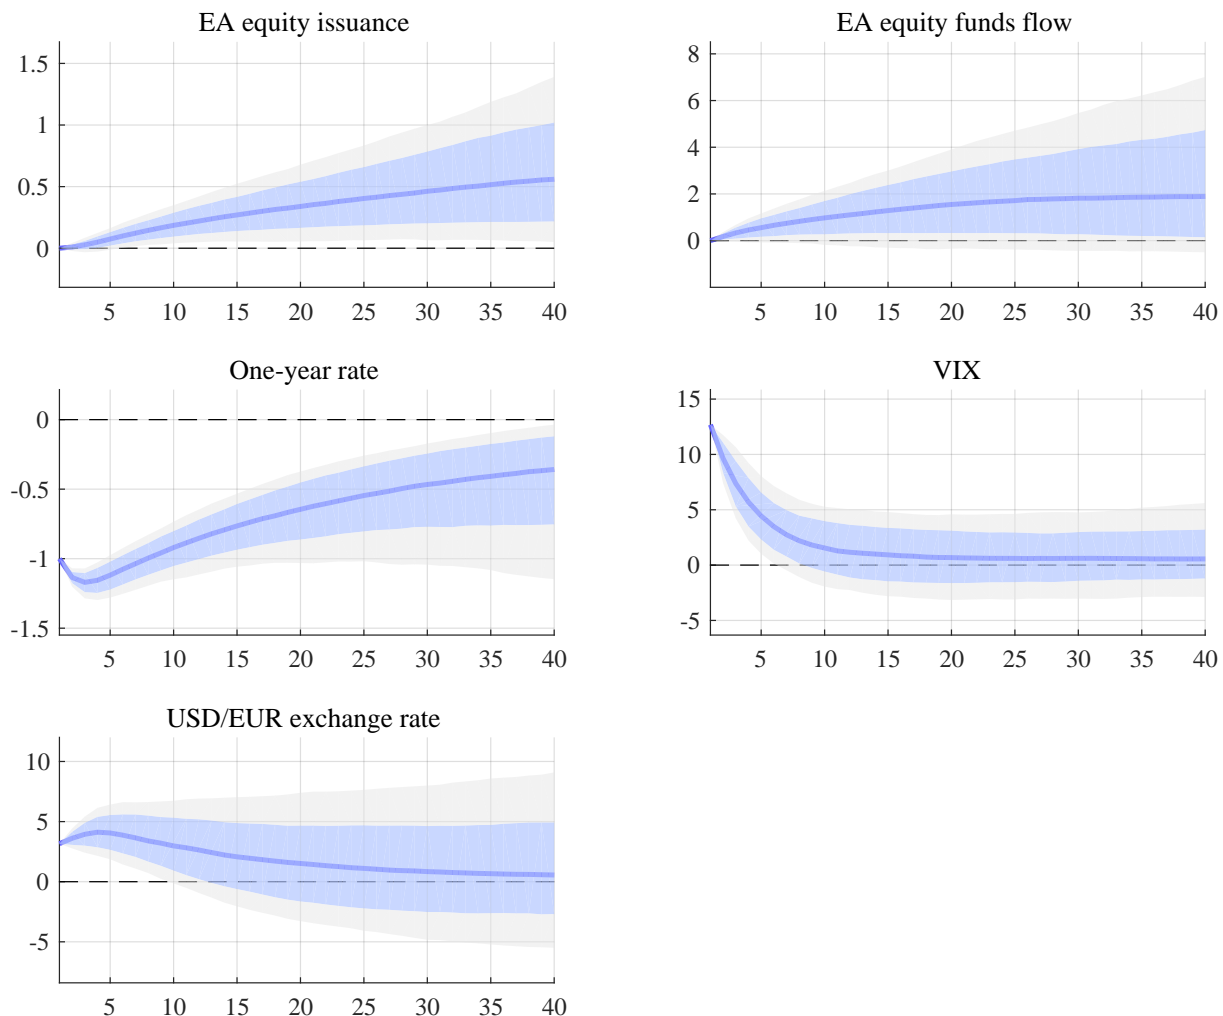 EA equity issuance
1.5
1
0.5
0
5 10 15 20 25 30 35 40
EA equity funds flow
8
6
4
2
0
5 10 15 20 25 30 35 40
One-year rate
0
-0.5
-1
-1.5
5 10 15 20 25 30 35 40
VIX
15
10
5
0
-5
5 10 15 20 25 30 35 40
USD/EUR exchange rate
10
5
0
-5
5 10 15 20 25 30 35 40